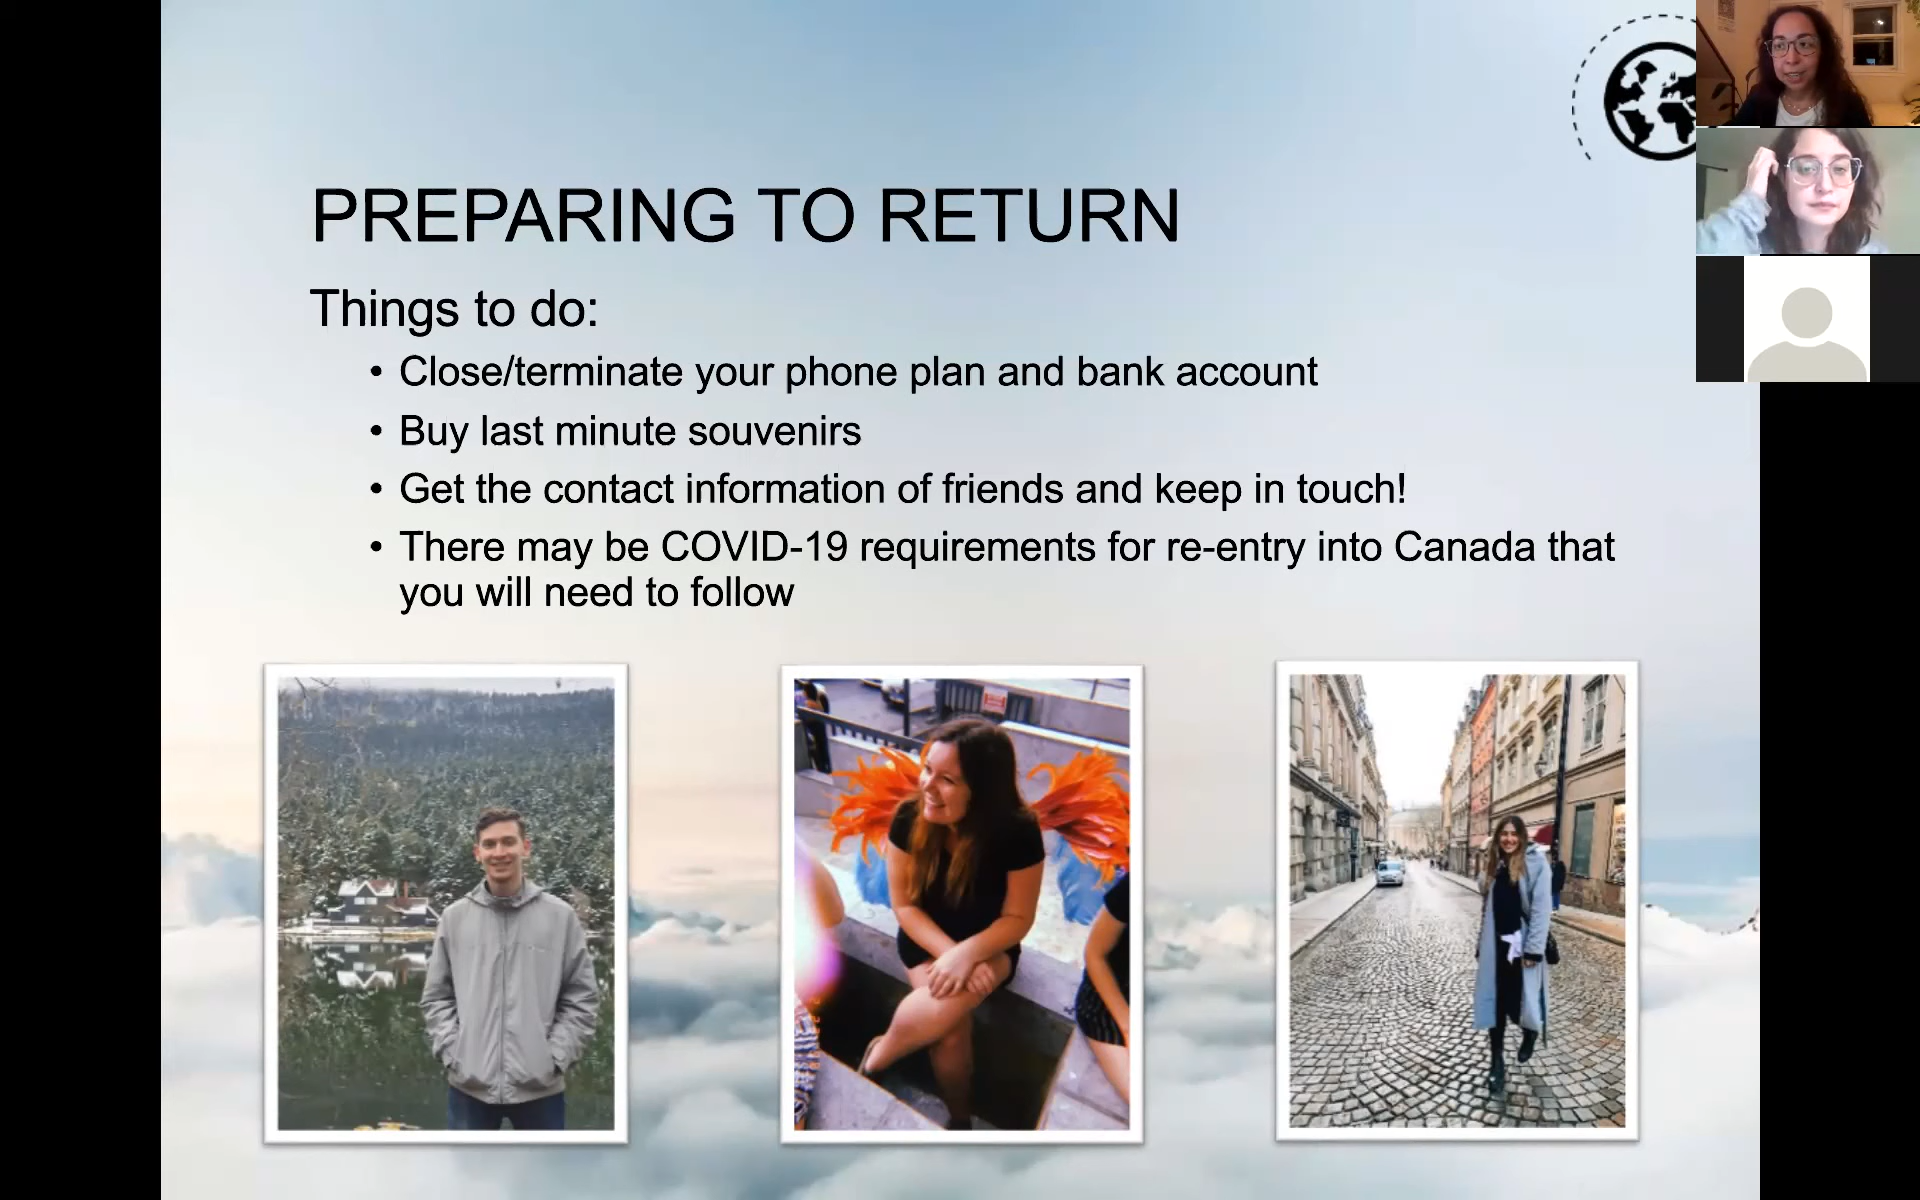 PREPARING TO RETURN
Things to do:
• Close/terminate your phone plan and bank account
• Buy last minute souvenirs
• Get the contact information of friends and keep in touch!
• There may be COVID-19 requirements for re-entry into Canada that
you will need to follow